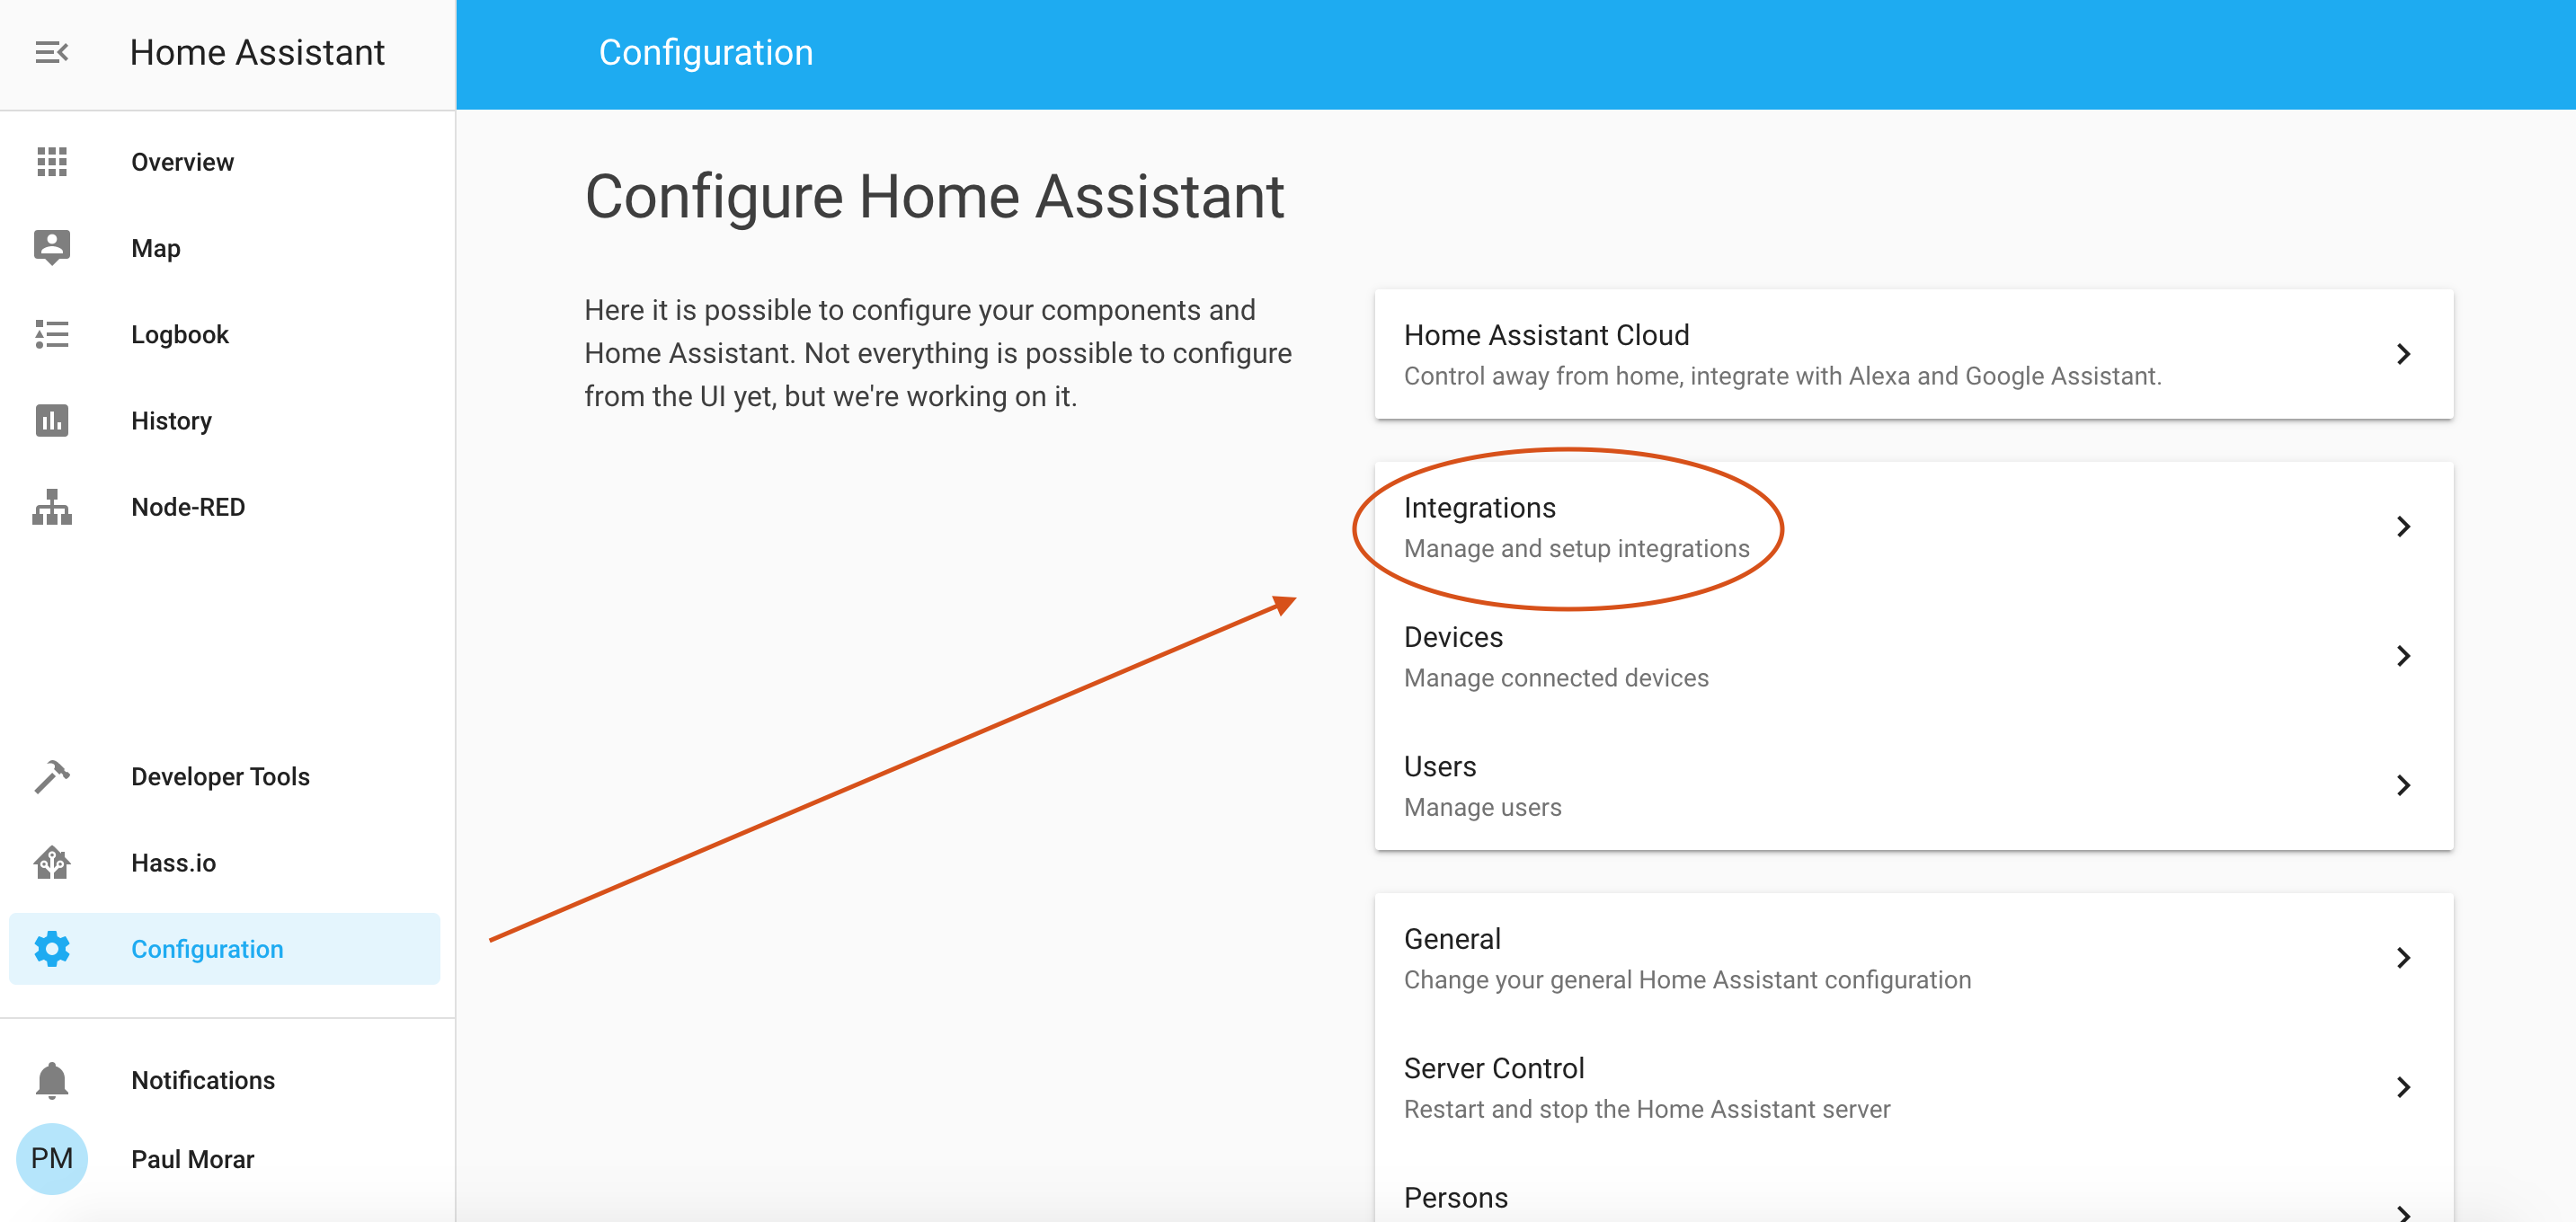 Home Assistant
Configuration
Overview
Map
Logbook
History
Node-RED
Developer Tools
Hass.io
Configuration
Notifications
PM
Paul Morar
Configure Home Assistant
Here it is possible to configure your components and
Home Assistant. Not everything is possible to configure
from the UI yet, but we're working on it.
Home Assistant Cloud
Control away from home, integrate with Alexa and Google Assistant.
Integrations
Manage and setup integrations
Devices
Manage connected devices
Users
Manage users
General
Change your general Home Assistant configuration
Server Control
Restart and stop the Home Assistant server
Persons